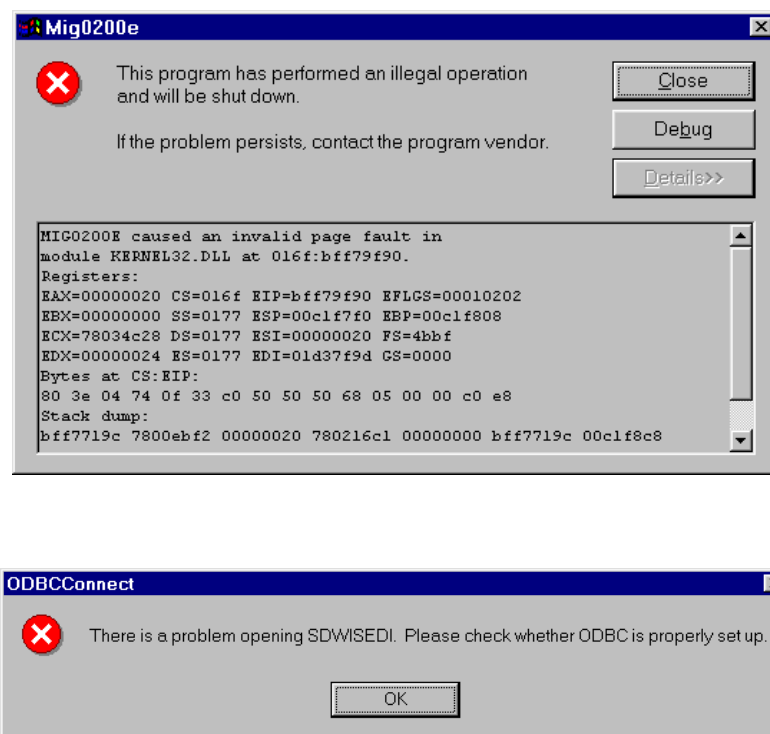 Mig0200e
This program has performed an illegal operation
and will be shut down.
If the problem persists, contact the program vendor.
Close
Debug
Details>>
MIG0200E caused an invalid page fault in
module KERNEL32.DLL at 016f:bff79f90.
Registers:
EAX=00000020 CS=016f EIP=bff79f90 EFLGS=00010202
EBX=00000000 SS=0177 ESP=00c1f7f0 EBP=00c1f808
ECX=78034c28 DS=0177 ESI=00000020 FS=4bbf
EDX=00000024 ES=0177 EDI=01d37f9d GS=0000
Bytes at CS:EIP:
80 3e 04 74 0f 33 c0 50 50 50 68 05 00 00 c0 e8
Stack dump:
bff7719c 7800ebf2 00000020 780216c1 00000000 bff7719c 00c1f8c8
ODBCConnect
There is a problem opening SDWISEDI. Please check whether ODBC is properly set up.
OK